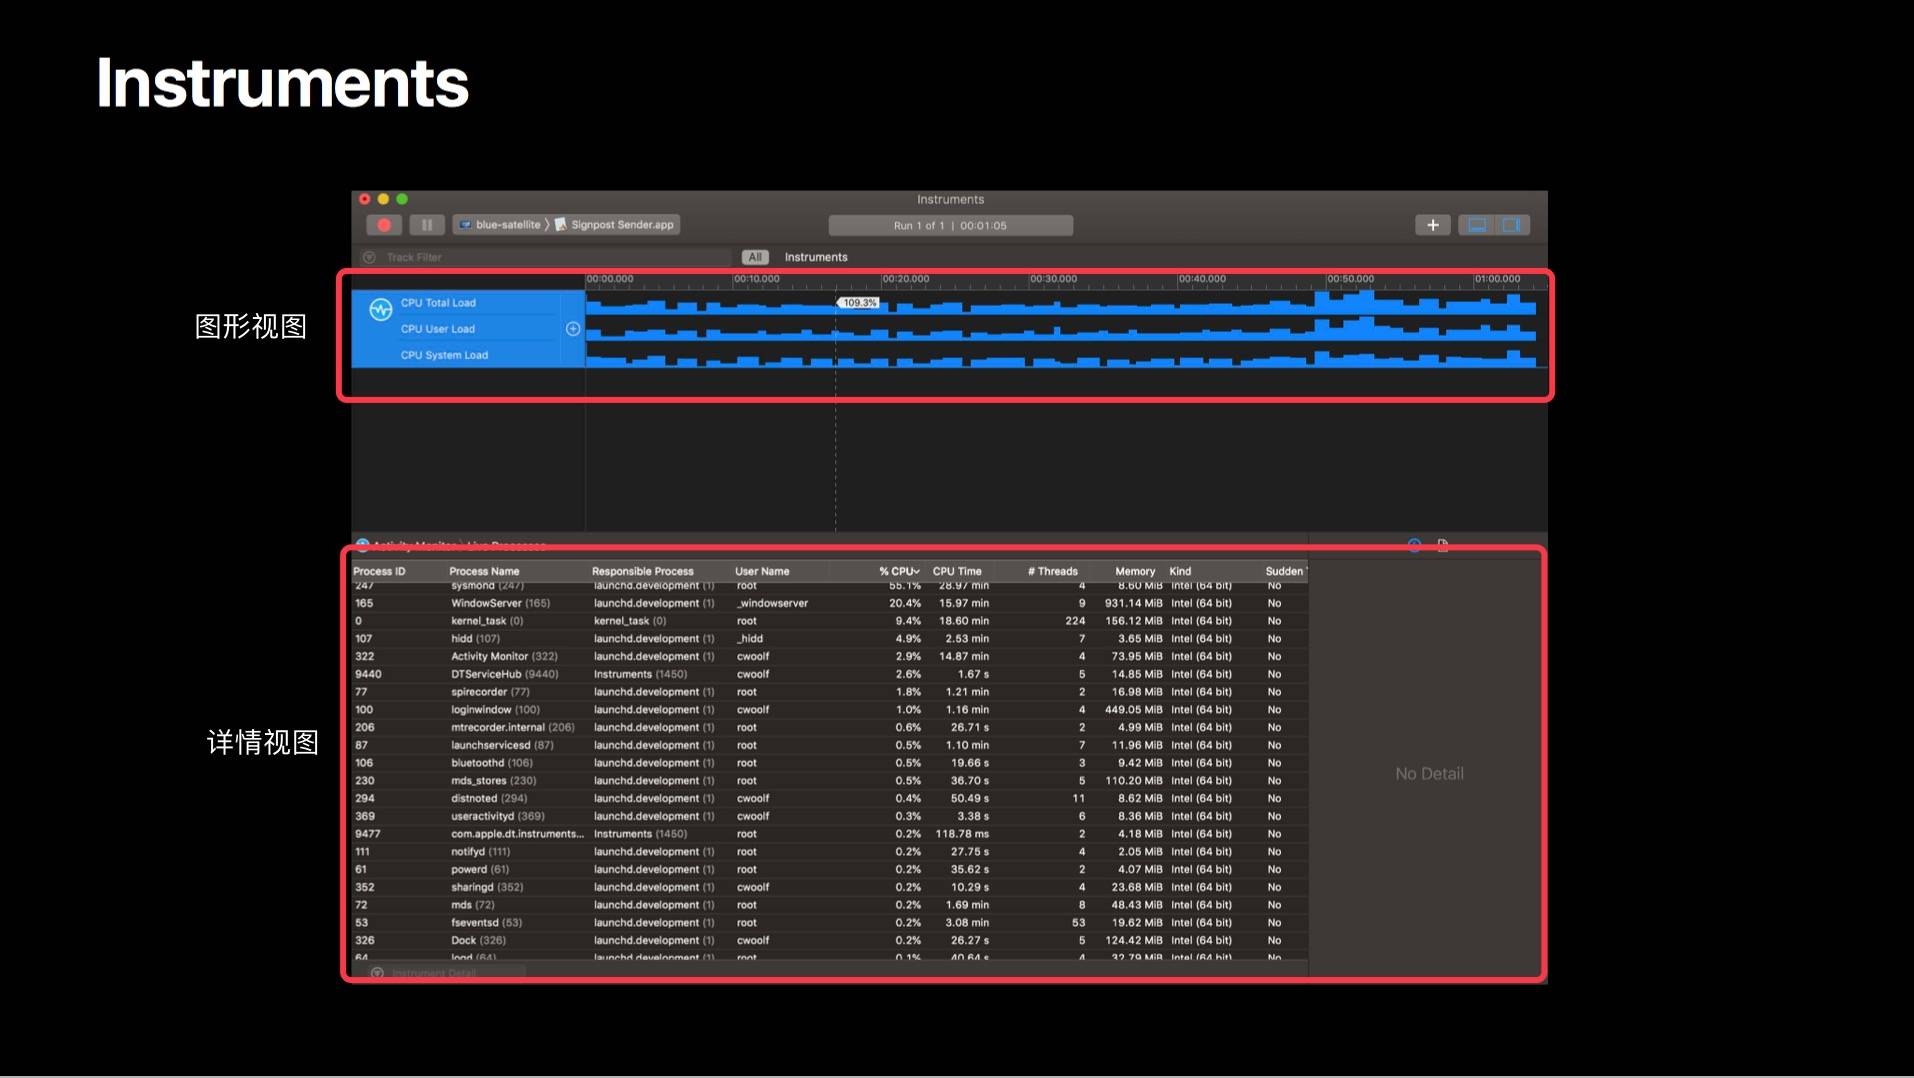 Instruments
Instruments
blue-satellite 〉 Signpost Sender.app
Run 1 of 1 | 00:01:05
Track Filter
All Instruments
00:00.000 00:10.000 00:20.000 00:30.000 00:40.000 00:50.000 01:00.000
图形视图
CPU Total Load
109.3%
CPU User Load
CPU System Load
Activity Monitor 〉 Live Processes
详情视图
Process ID Process Name Responsible Process User Name % CPU CPU Time # Threads Memory Kind Sudden
247 sysmond (247) launchd.development (1) root 55.1% 28.97 min 4 8.60 MiB Intel (64 bit) No
165 WindowServer (165) launchd.development (1) _windowserver 20.4% 15.97 min 9 931.14 MiB Intel (64 bit) No
0 kernel_task (0) kernel_task (0) root 9.4% 18.60 min 224 156.12 MiB Intel (64 bit) No
107 hidd (107) launchd.development (1) _hidd 4.9% 2.53 min 7 3.65 MiB Intel (64 bit) No
322 Activity Monitor (322) launchd.development (1) cwoolf 2.9% 14.87 min 4 73.95 MiB Intel (64 bit) No
9440 DTServiceHub (9440) Instruments (1450) cwoolf 2.6% 1.67 s 5 14.85 MiB Intel (64 bit) No
77 spirecorder (77) launchd.development (1) root 1.8% 1.21 min 2 16.98 MiB Intel (64 bit) No
100 loginwindow (100) launchd.development (1) cwoolf 1.0% 1.16 min 4 449.05 MiB Intel (64 bit) No
206 mtrecorder.internal (206) launchd.development (1) root 0.6% 26.71 s 2 4.99 MiB Intel (64 bit) No
87 launchservicesd (87) launchd.development (1) root 0.5% 1.10 min 7 11.96 MiB Intel (64 bit) No
106 bluetoothd (106) launchd.development (1) root 0.5% 19.66 s 3 9.42 MiB Intel (64 bit) No
230 mds_stores (230) launchd.development (1) root 0.5% 36.70 s 5 110.20 MiB Intel (64 bit) No
294 distnoted (294) launchd.development (1) cwoolf 0.4% 50.49 s 11 8.62 MiB Intel (64 bit) No
369 useractivityd (369) launchd.development (1) cwoolf 0.3% 3.38 s 6 8.36 MiB Intel (64 bit) No
9477 com.apple.dt.instruments... Instruments (1450) root 0.2% 118.78 ms 2 4.18 MiB Intel (64 bit) No
111 notifyd (111) launchd.development (1) root 0.2% 27.75 s 4 2.05 MiB Intel (64 bit) No
61 powerd (61) launchd.development (1) root 0.2% 35.62 s 2 4.07 MiB Intel (64 bit) No
352 sharingd (352) launchd.development (1) cwoolf 0.2% 10.29 s 4 23.68 MiB Intel (64 bit) No
72 mds (72) launchd.development (1) root 0.2% 1.69 min 8 48.43 MiB Intel (64 bit) No
53 fseventsd (53) launchd.development (1) root 0.2% 3.08 min 53 19.62 MiB Intel (64 bit) No
326 Dock (326) launchd.development (1) cwoolf 0.2% 26.27 s 5 124.42 MiB Intel (64 bit) No
64 logd (64) launchd.development (1) root 0.1% 40.64 s 4 32.79 MiB Intel (64 bit) No
No Detail
Instrument Detail